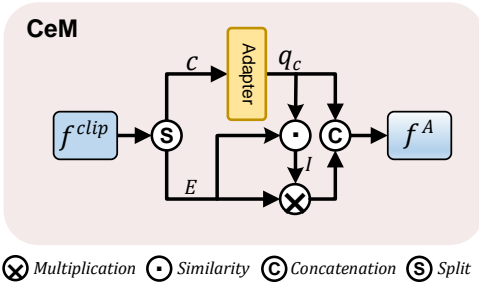 CeM
c
Adapter
q_c
f^{clip}
S
·
C
f^A
E
I
Multiplication
Similarity
C Concatenation
S Split